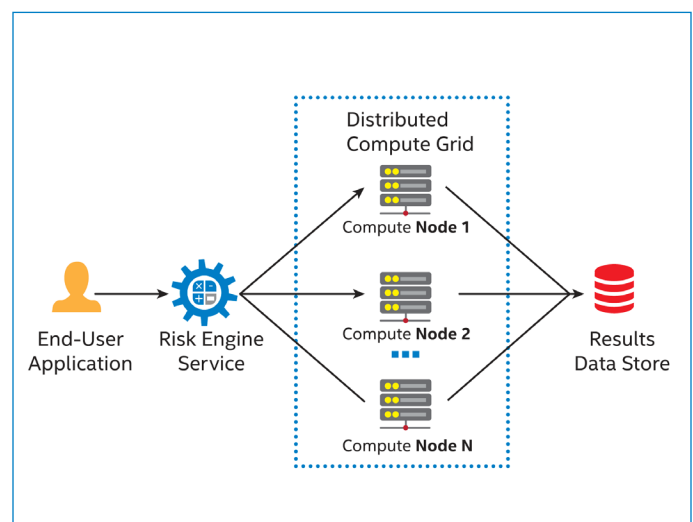 Distributed
Compute Grid
Compute Node 1
End-User
Application
Risk Engine
Service
Compute Node 2
Results
Data Store
Compute Node N